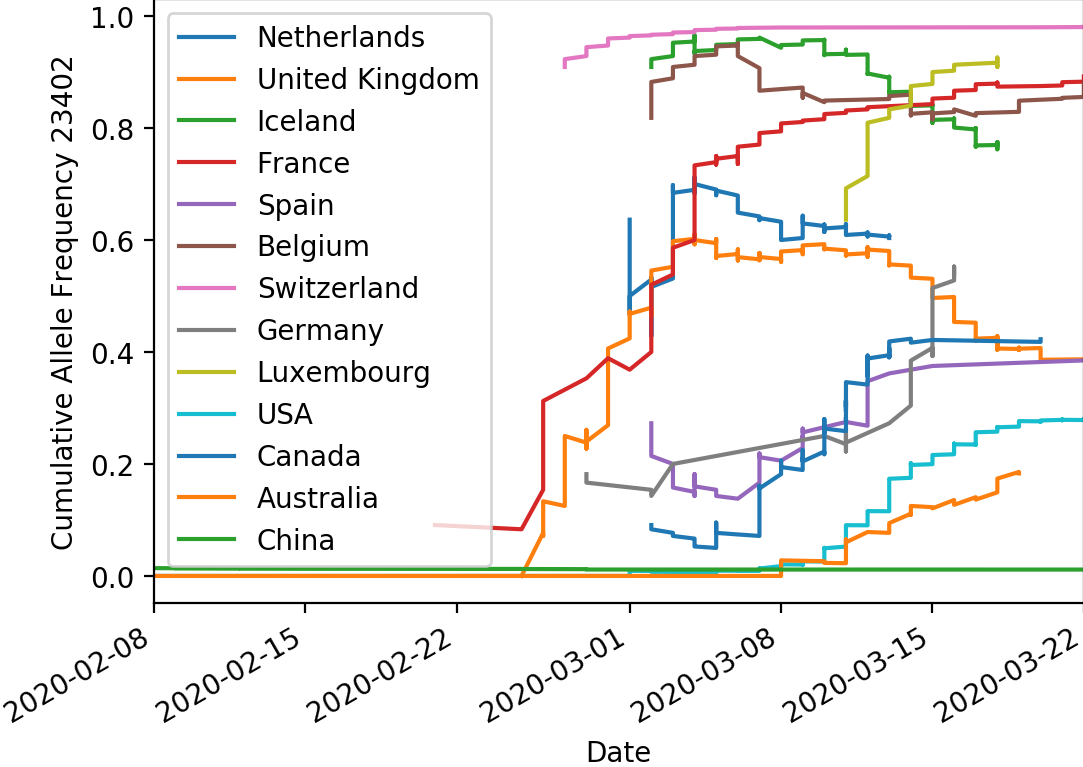 Cumulative Allele Frequency 23402
1.0
0.8
0.6
0.4
0.2
0.0
Netherlands
United Kingdom
Iceland
France
Spain
Belgium
Switzerland
Germany
Luxembourg
USA
Canada
Australia
China
2020-02-08
2020-02-15
2020-02-22
2020-03-01
2020-03-08
2020-03-15
2020-03-22
Date